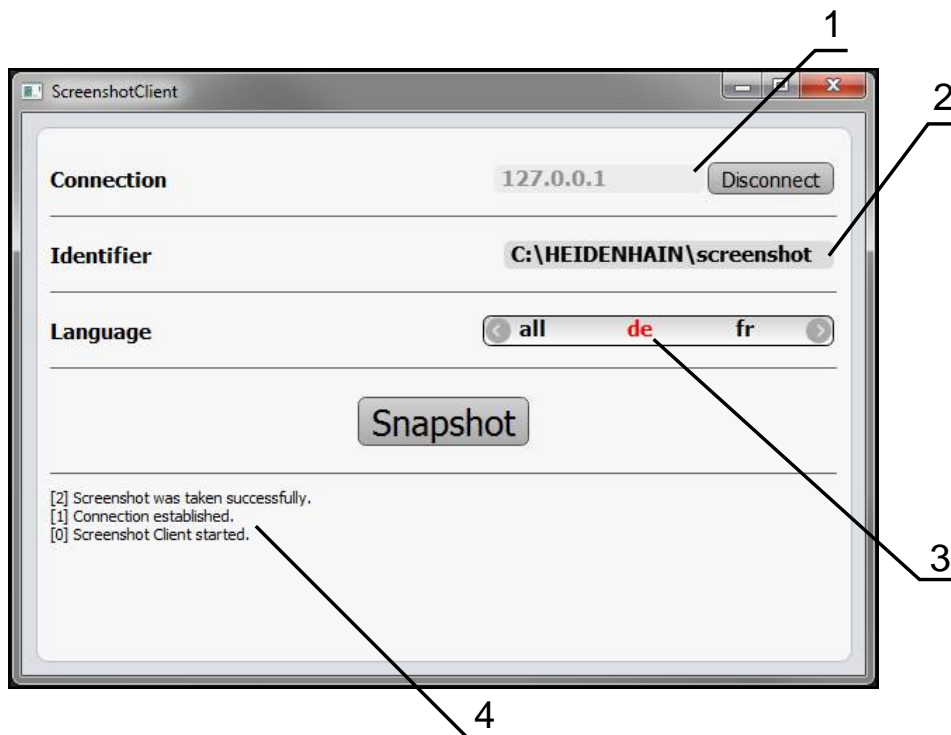 1
ScreenshotClient
2
Connection 127.0.0.1 Disconnect
Identifier C:\HEIDENHAIN\screenshot
Language all de fr
Snapshot
[2] Screenshot was taken successfully.
[1] Connection established.
[0] Screenshot Client started.
3
4